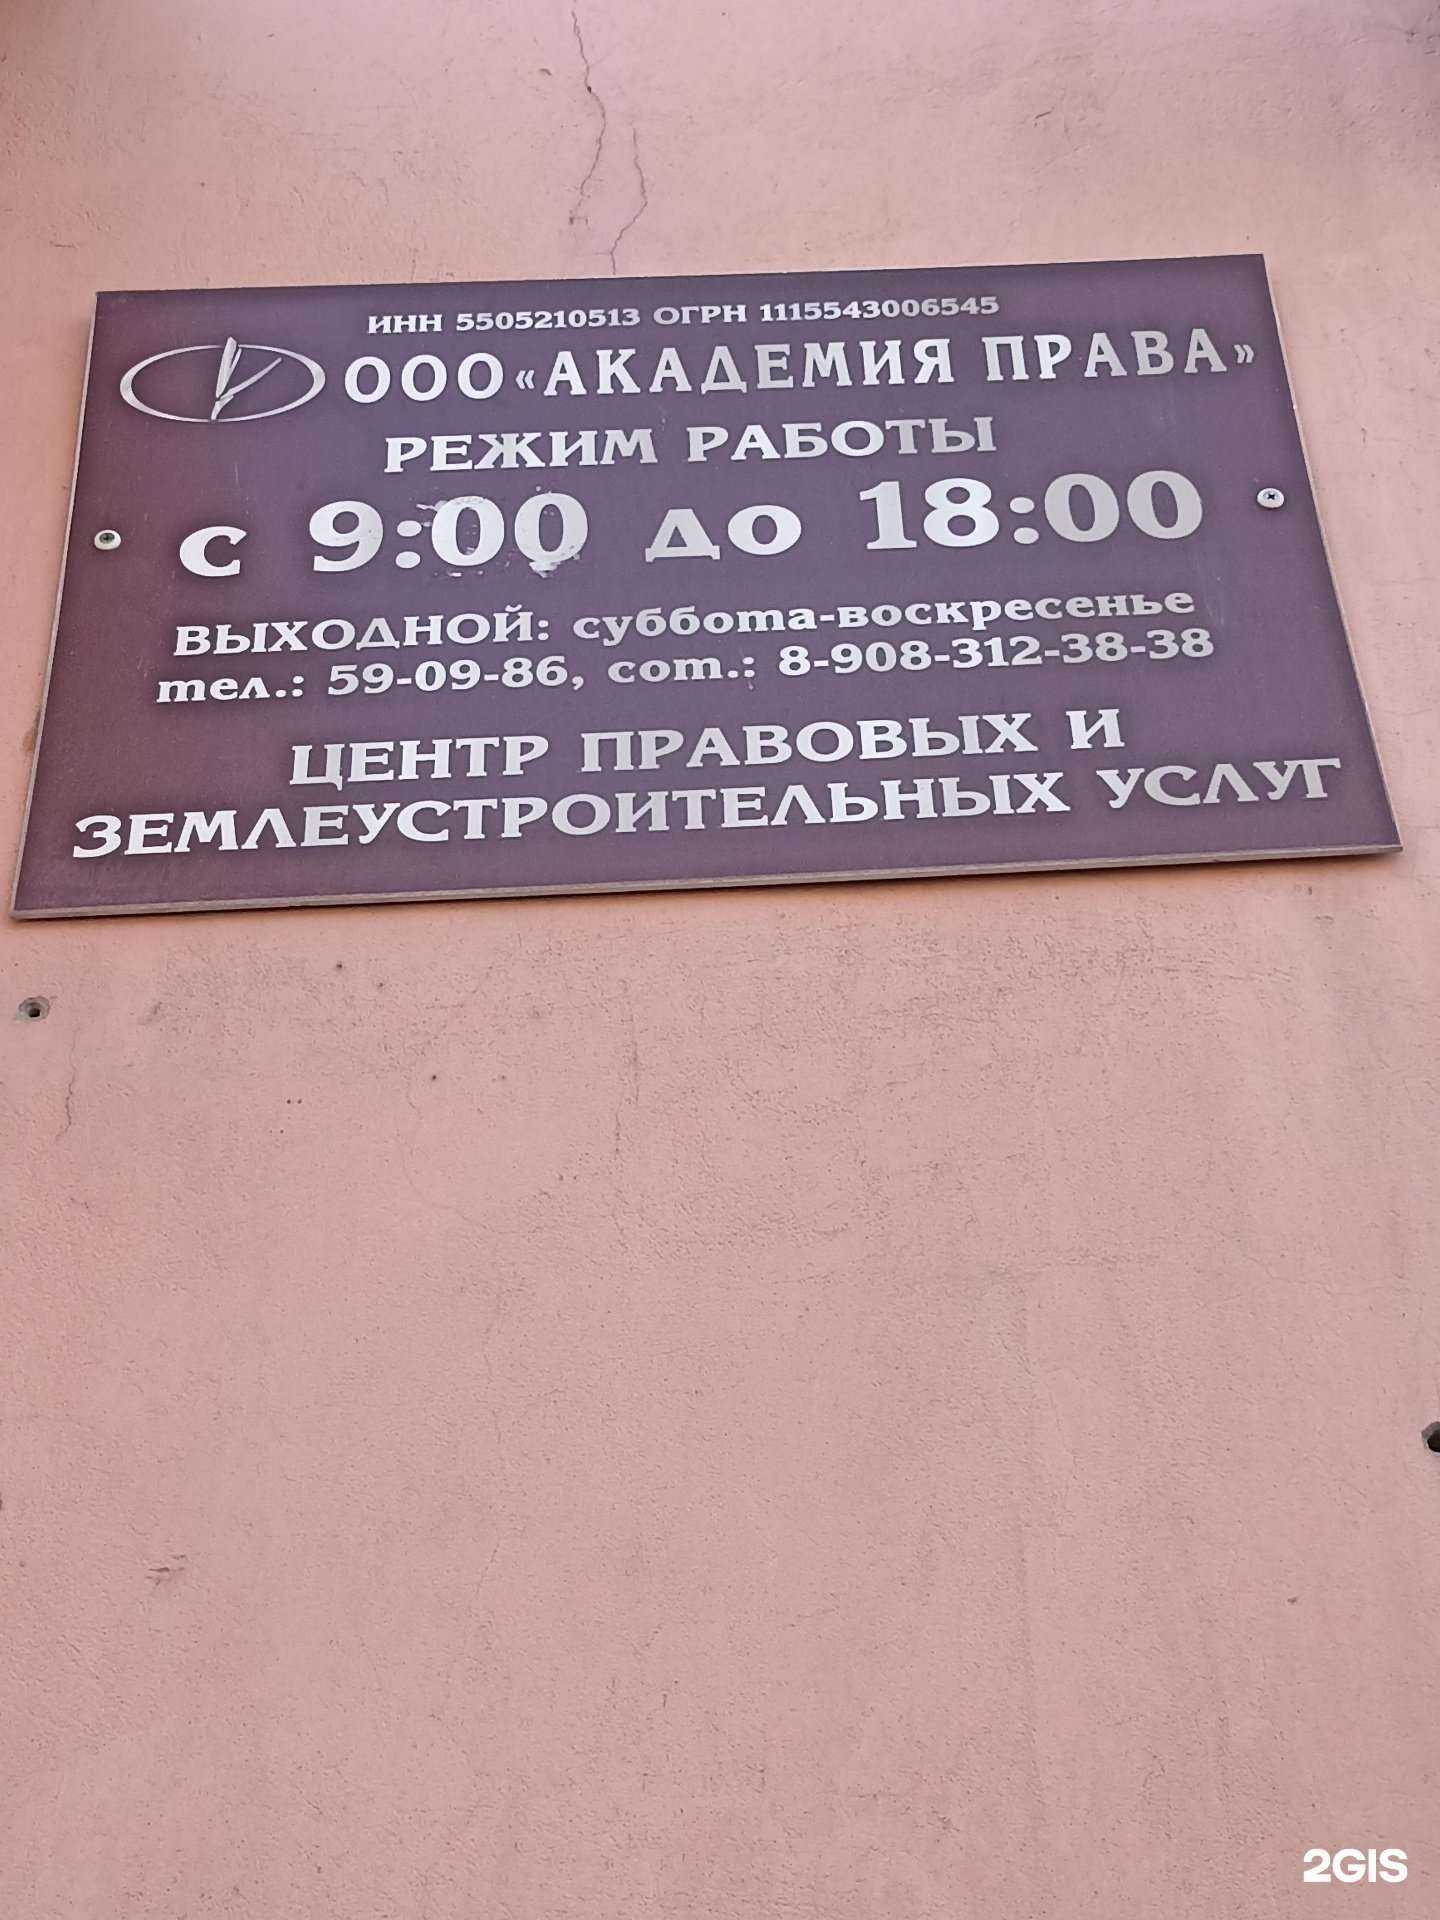 ИНН 5505210513 ОГРН 1115543006545
ООО «АКАДЕМИЯ ПРАВА»
РЕЖИМ РАБОТЫ
с 9:00 до 18:00
ВЫХОДНОЙ: суббота-воскресенье
тел.: 59-09-86, сот.: 8-908-312-38-38
ЦЕНТР ПРАВОВЫХ И
ЗЕМЛЕУСТРОИТЕЛЬНЫХ УСЛУГ
2GIS